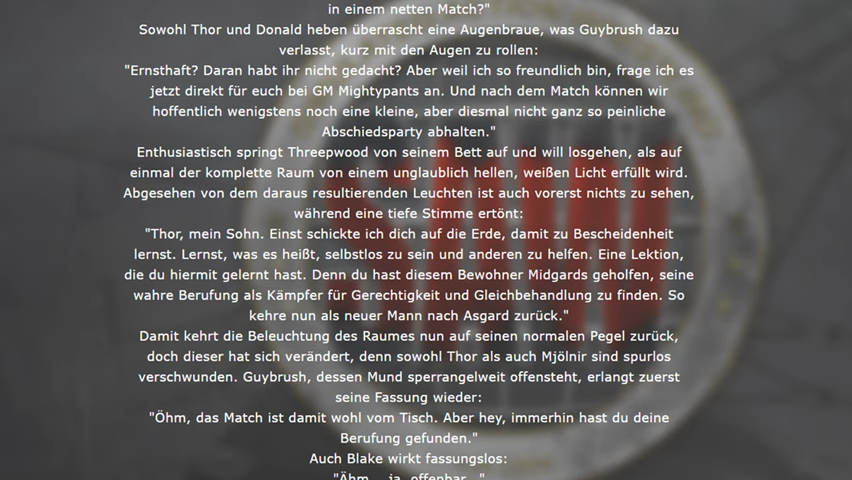 in einem netten Match?"
Sowohl Thor und Donald heben überrascht eine Augenbraue, was Guybrush dazu
verlasst, kurz mit den Augen zu rollen:
"Ernsthaft? Daran habt ihr nicht gedacht? Aber weil ich so freundlich bin, frage ich es
jetzt direkt für euch bei GM Mightypants an. Und nach dem Match können wir
hoffentlich wenigstens noch eine kleine, aber diesmal nicht ganz so peinliche
Abschiedsparty abhalten."
Enthusiastisch springt Threepwood von seinem Bett auf und will losgehen, als auf
einmal der komplette Raum von einem unglaublich hellen, weißen Licht erfüllt wird.
Abgesehen von dem daraus resultierenden Leuchten ist auch vorerst nichts zu sehen,
während eine tiefe Stimme ertönt:
"Thor, mein Sohn. Einst schickte ich dich auf die Erde, damit zu Bescheidenheit
lernst. Lernst, was es heißt, selbstlos zu sein und anderen zu helfen. Eine Lektion,
die du hiermit gelernt hast. Denn du hast diesem Bewohner Midgards geholfen, seine
wahre Berufung als Kämpfer für Gerechtigkeit und Gleichbehandlung zu finden. So
kehre nun als neuer Mann nach Asgard zurück."
Damit kehrt die Beleuchtung des Raumes nun auf seinen normalen Pegel zurück,
doch dieser hat sich verändert, denn sowohl Thor als auch Mjölnir sind spurlos
verschwunden. Guybrush, dessen Mund sperrangelweit offensteht, erlangt zuerst
seine Fassung wieder:
"Öhm, das Match ist damit wohl vom Tisch. Aber hey, immerhin hast du deine
Berufung gefunden."
Auch Blake wirkt fassungslos:
"Ähm... ja, offenbar..."